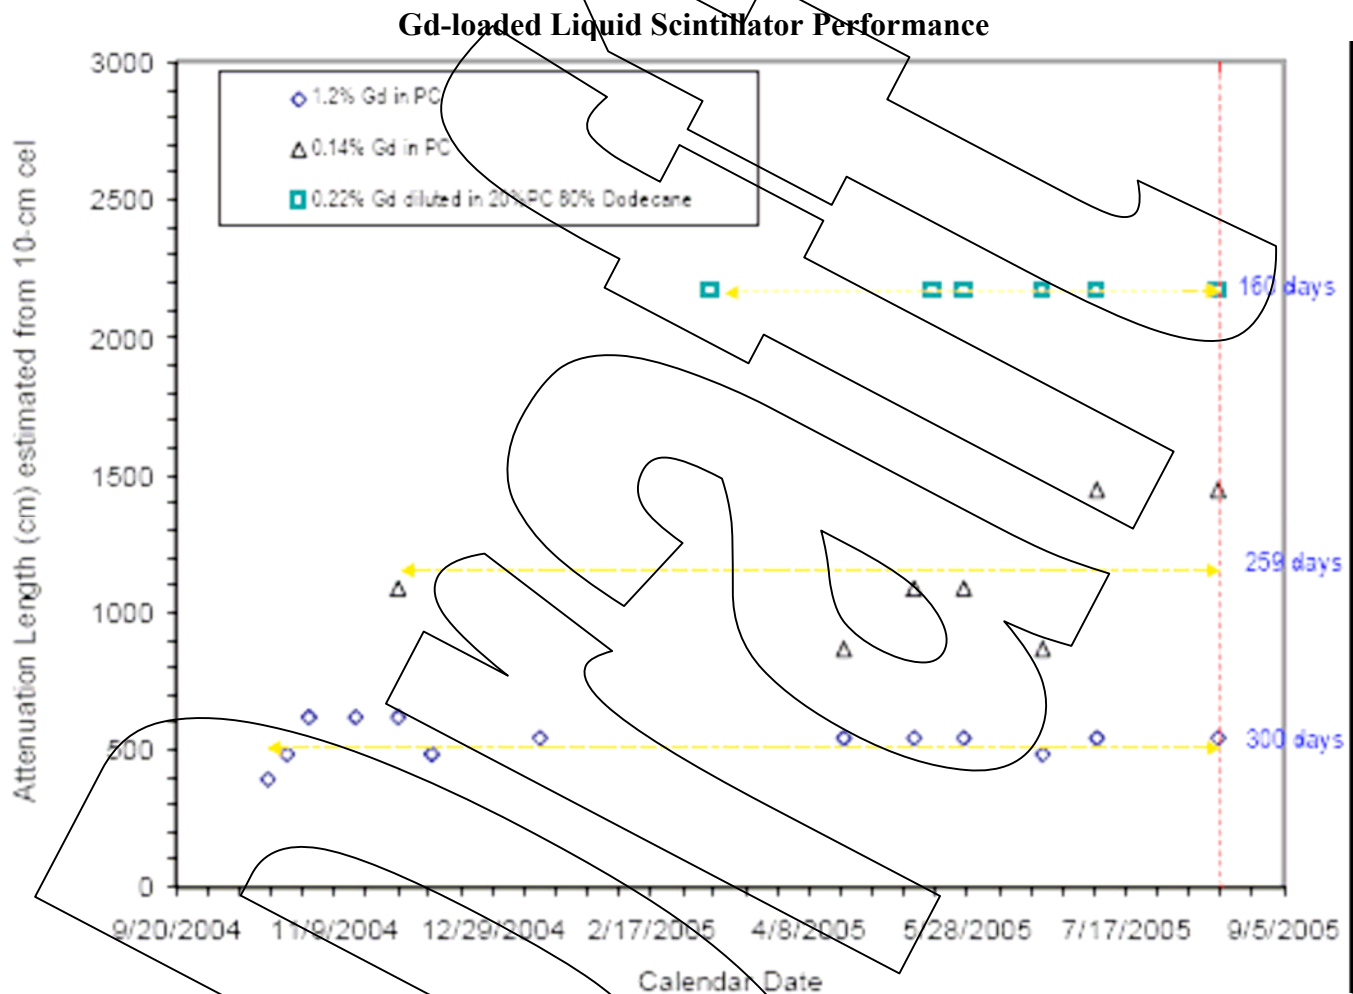 Gd-loaded Liquid Scintillator Performance
3000
1.2% Gd in PC
0.14% Gd in PC
0.22% Gd diluted in 20%PC 80% Dodecane
2500
2000
1500
1000
500
0
160 days
259 days
300 days
Attenuation Length (cm) estimated from 10-cm cel
9/20/2004 11/9/2004 12/29/2004 2/17/2005 4/8/2005 5/28/2005 7/17/2005 9/5/2005
Calendar Date